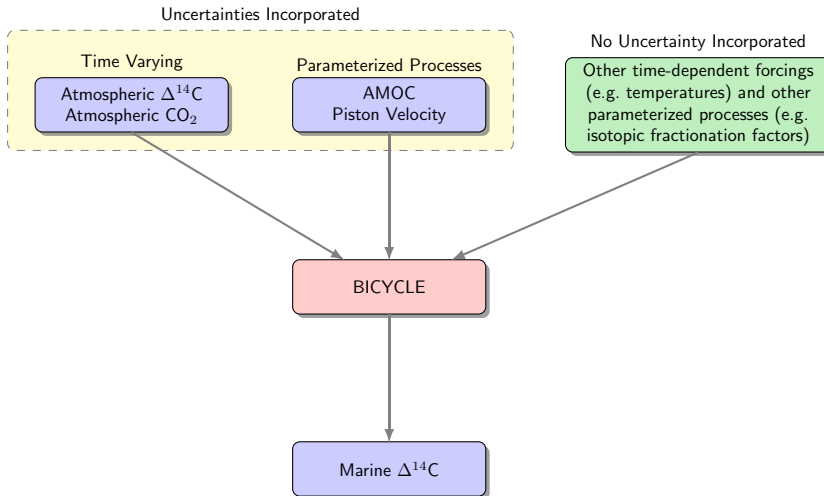 Uncertainties Incorporated
Time Varying
Atmospheric Δ¹⁴C
Atmospheric CO₂
Parameterized Processes
AMOC
Piston Velocity
No Uncertainty Incorporated
Other time-dependent forcings
(e.g. temperatures) and other
parameterized processes (e.g.
isotopic fractionation factors)
BICYCLE
Marine Δ¹⁴C